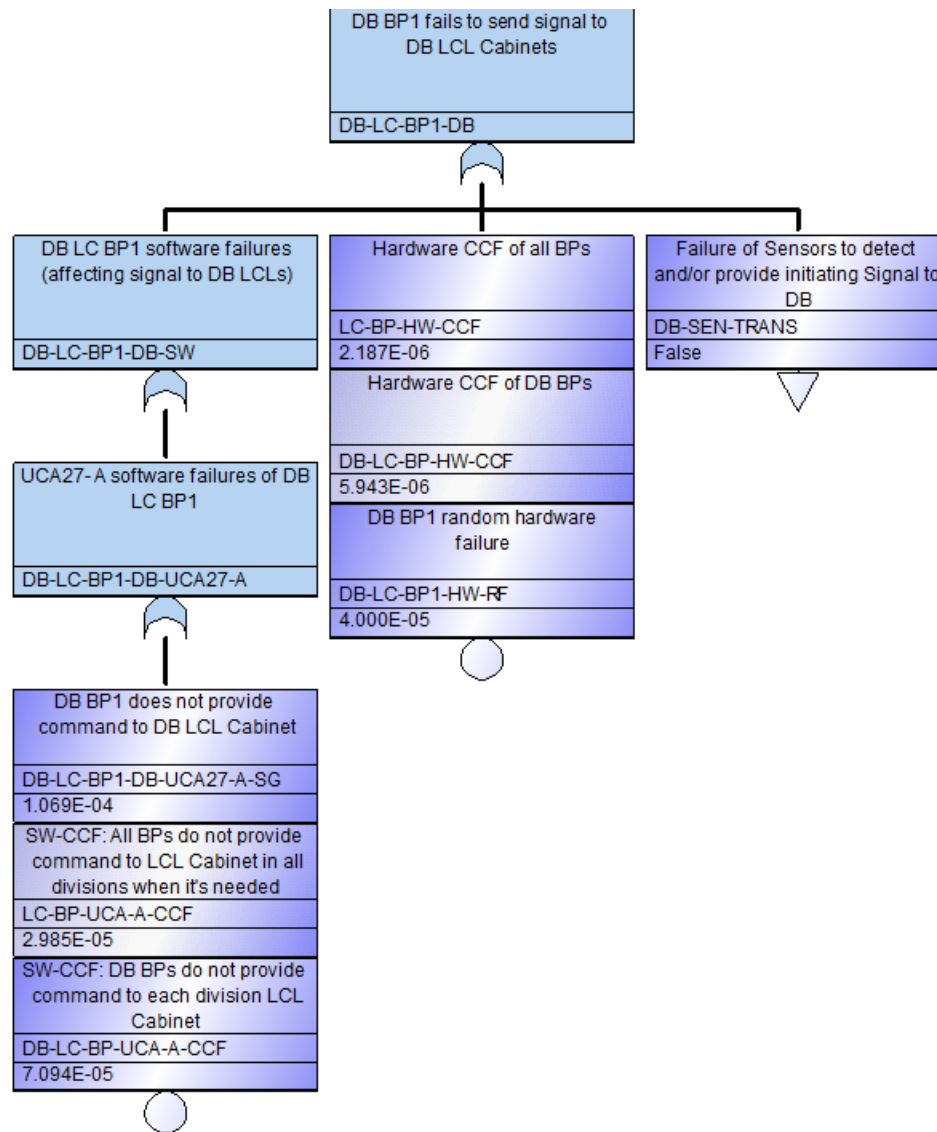 DB BP1 fails to send signal to
DB LCL Cabinets
DB-LC-BP1-DB
DB LC BP1 software failures
(affecting signal to DB LCLs)
DB-LC-BP1-DB-SW
Hardware CCF of all BPs
LC-BP-HW-CCF
2.187E-06
Hardware CCF of DB BPs
DB-LC-BP-HW-CCF
5.943E-06
DB BP1 random hardware
failure
DB-LC-BP1-HW-RF
4.000E-05
Failure of Sensors to detect
and/or provide initiating Signal to
DB
DB-SEN-TRANS
False
UCA27-A software failures of DB
LC BP1
DB-LC-BP1-DB-UCA27-A
DB BP1 does not provide
command to DB LCL Cabinet
DB-LC-BP1-DB-UCA27-A-SG
1.069E-04
SW-CCF: All BPs do not provide
command to LCL Cabinet in all
divisions when it's needed
LC-BP-UCA-A-CCF
2.985E-05
SW-CCF: DB BPs do not provide
command to each division LCL
Cabinet
DB-LC-BP-UCA-A-CCF
7.094E-05